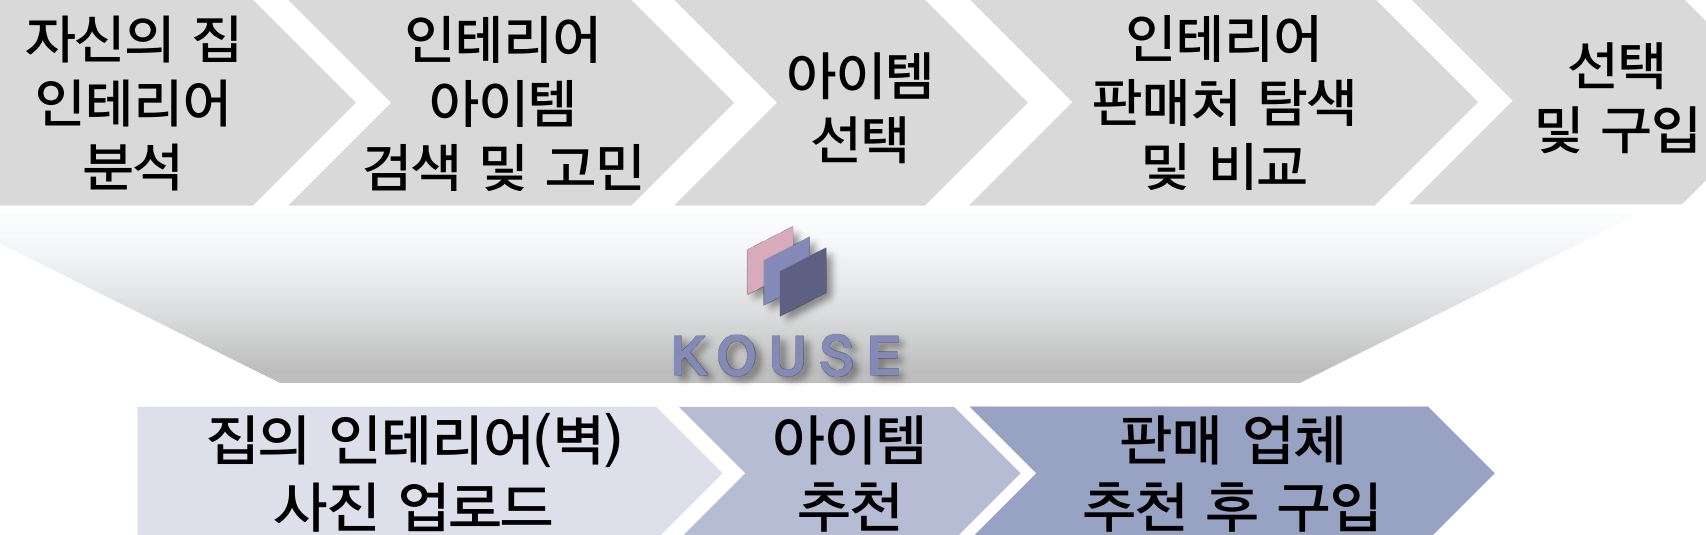 자신의 집
인테리어
분석
인테리어
아이템
검색 및 고민
아이템
선택
인테리어
판매처 탐색
및 비교
선택
및 구입
KOUSE
집의 인테리어(벽)
사진 업로드
아이템
추천
판매 업체
추천 후 구입